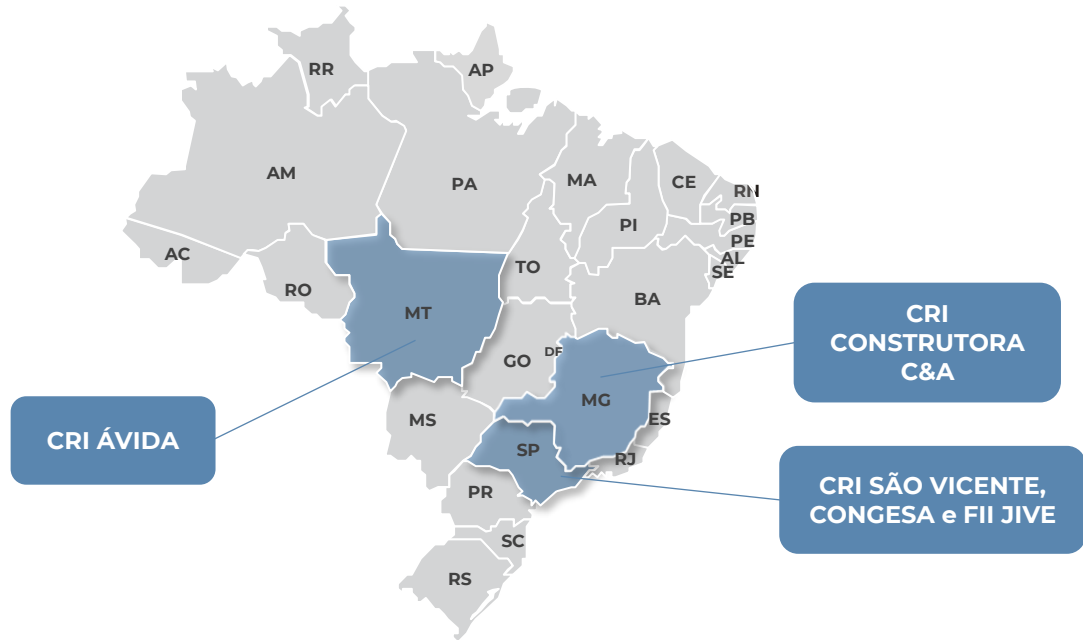 RR
AP
AM
PA
MA
CE
RN
PI
PB
PE
AC
TO
AL
SE
RO
BA
MT
DF
GO
CRI
CONSTRUTORA
C&A
MG
MS
ES
CRI ÁVIDA
SP
RJ
PR
CRI SÃO VICENTE,
CONGESA e FII JIVE
SC
RS